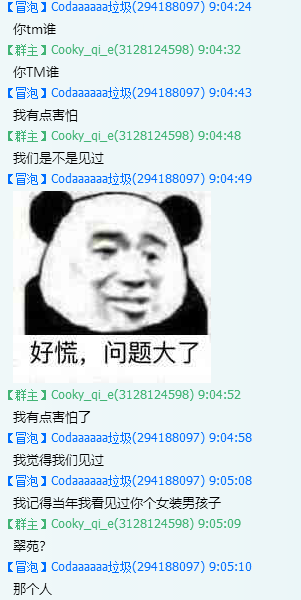 【冒泡】Codaaaaaa垃圾(294188097) 9:04:24
你tm谁
【群主】Cooky_qi_e(3128124598) 9:04:32
你TM谁
【冒泡】Codaaaaaa垃圾(294188097) 9:04:43
我有点害怕
【群主】Cooky_qi_e(3128124598) 9:04:48
我们是不是见过
【冒泡】Codaaaaaa垃圾(294188097) 9:04:49
好慌，问题大了
【群主】Cooky_qi_e(3128124598) 9:04:52
我有点害怕了
【冒泡】Codaaaaaa垃圾(294188097) 9:04:58
我觉得我们见过
【冒泡】Codaaaaaa垃圾(294188097) 9:05:08
我记得当年我看见过你个女装男孩子
【群主】Cooky_qi_e(3128124598) 9:05:09
翠苑?
【冒泡】Codaaaaaa垃圾(294188097) 9:05:10
那个人